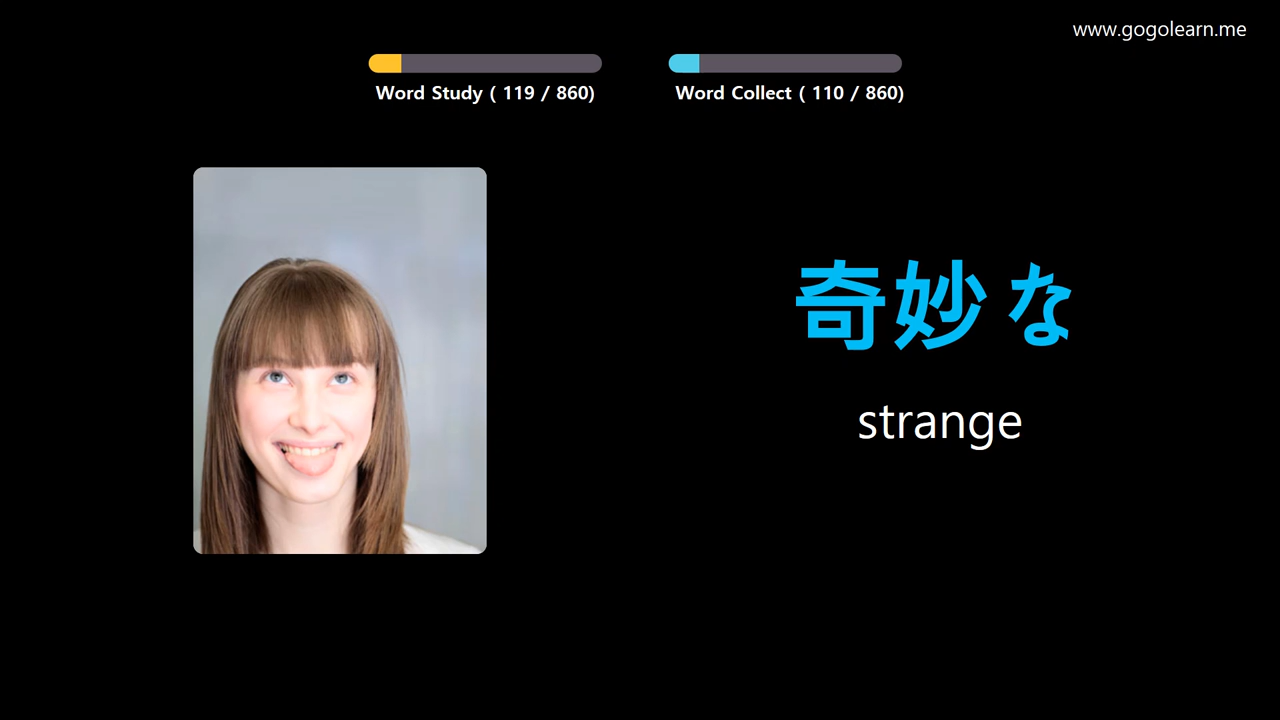 www.gogolearn.me
Word Study ( 119 / 860)
Word Collect ( 110 / 860)
奇妙な
strange